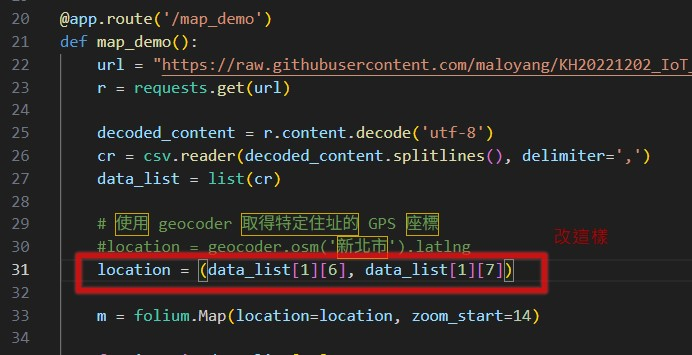 20 @app.route('/map_demo')
21 def map_demo():
22 url = "https://raw.githubusercontent.com/maloyang/KH20221202_IoT_
23 r = requests.get(url)
24
25 decoded_content = r.content.decode('utf-8')
26 cr = csv.reader(decoded_content.splitlines(), delimiter=',')
27 data_list = list(cr)
28
29 # 使用 geocoder 取得特定住址的 GPS 座標
30 #location = geocoder.osm('新北市').latlng
改這樣
31 location = (data_list[1][6], data_list[1][7])
32
33 m = folium.Map(location=location, zoom_start=14)
34